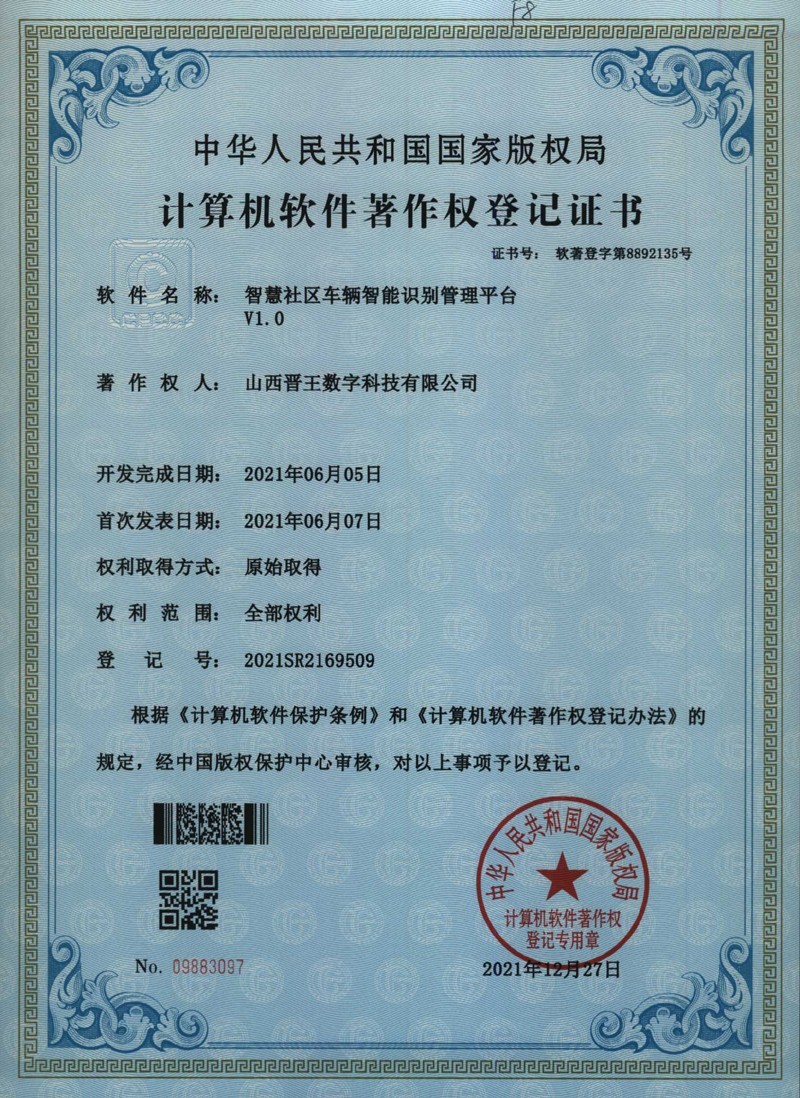 F8
中华人民共和国国家版权局
计算机软件著作权登记证书
证书号： 软著登字第8892135号
软件名称： 智慧社区车辆智能识别管理平台
V1.0
著作权人： 山西晋王数字科技有限公司
开发完成日期： 2021年06月05日
首次发表日期： 2021年06月07日
权利取得方式： 原始取得
权利范围： 全部权利
登记号： 2021SR2169509
根据《计算机软件保护条例》和《计算机软件著作权登记办法》的
规定，经中国版权保护中心审核，对以上事项予以登记。
中华人民共和国国家版权局
计算机软件著作权
登记专用章
No. 09883097
2021年12月27日